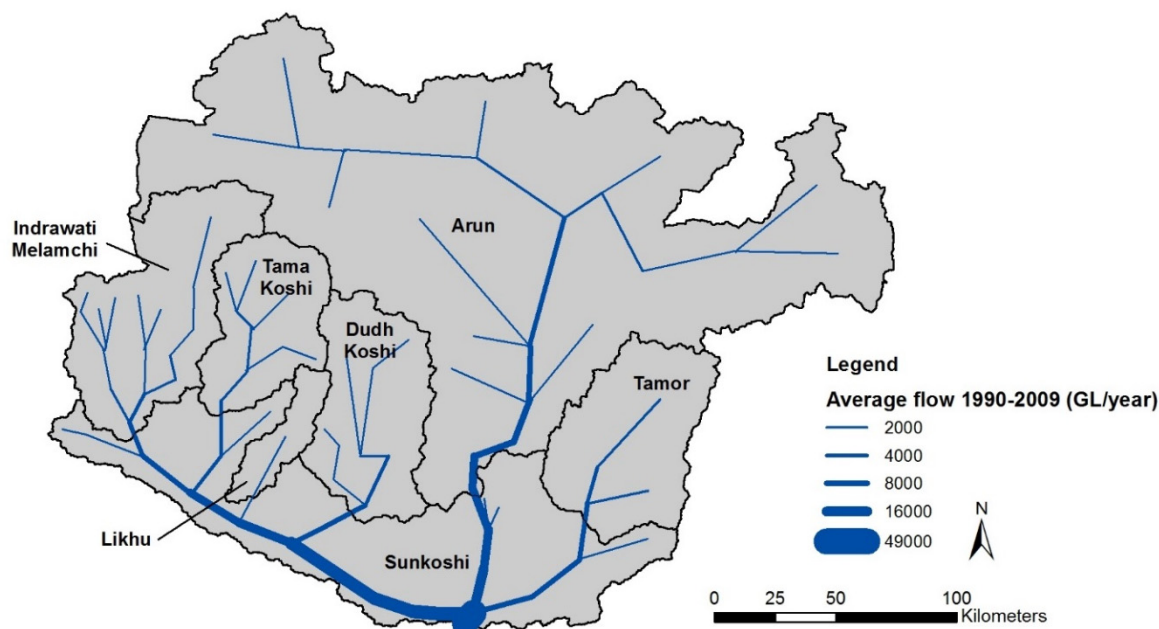 Indrawati
Melamchi
Tama
Koshi
Arun
Dudh
Koshi
Tamor
Likhu
Sunkoshi
Legend
Average flow 1990-2009 (GL/year)
2000
4000
8000
16000
49000
N
0 25 50 100
Kilometers